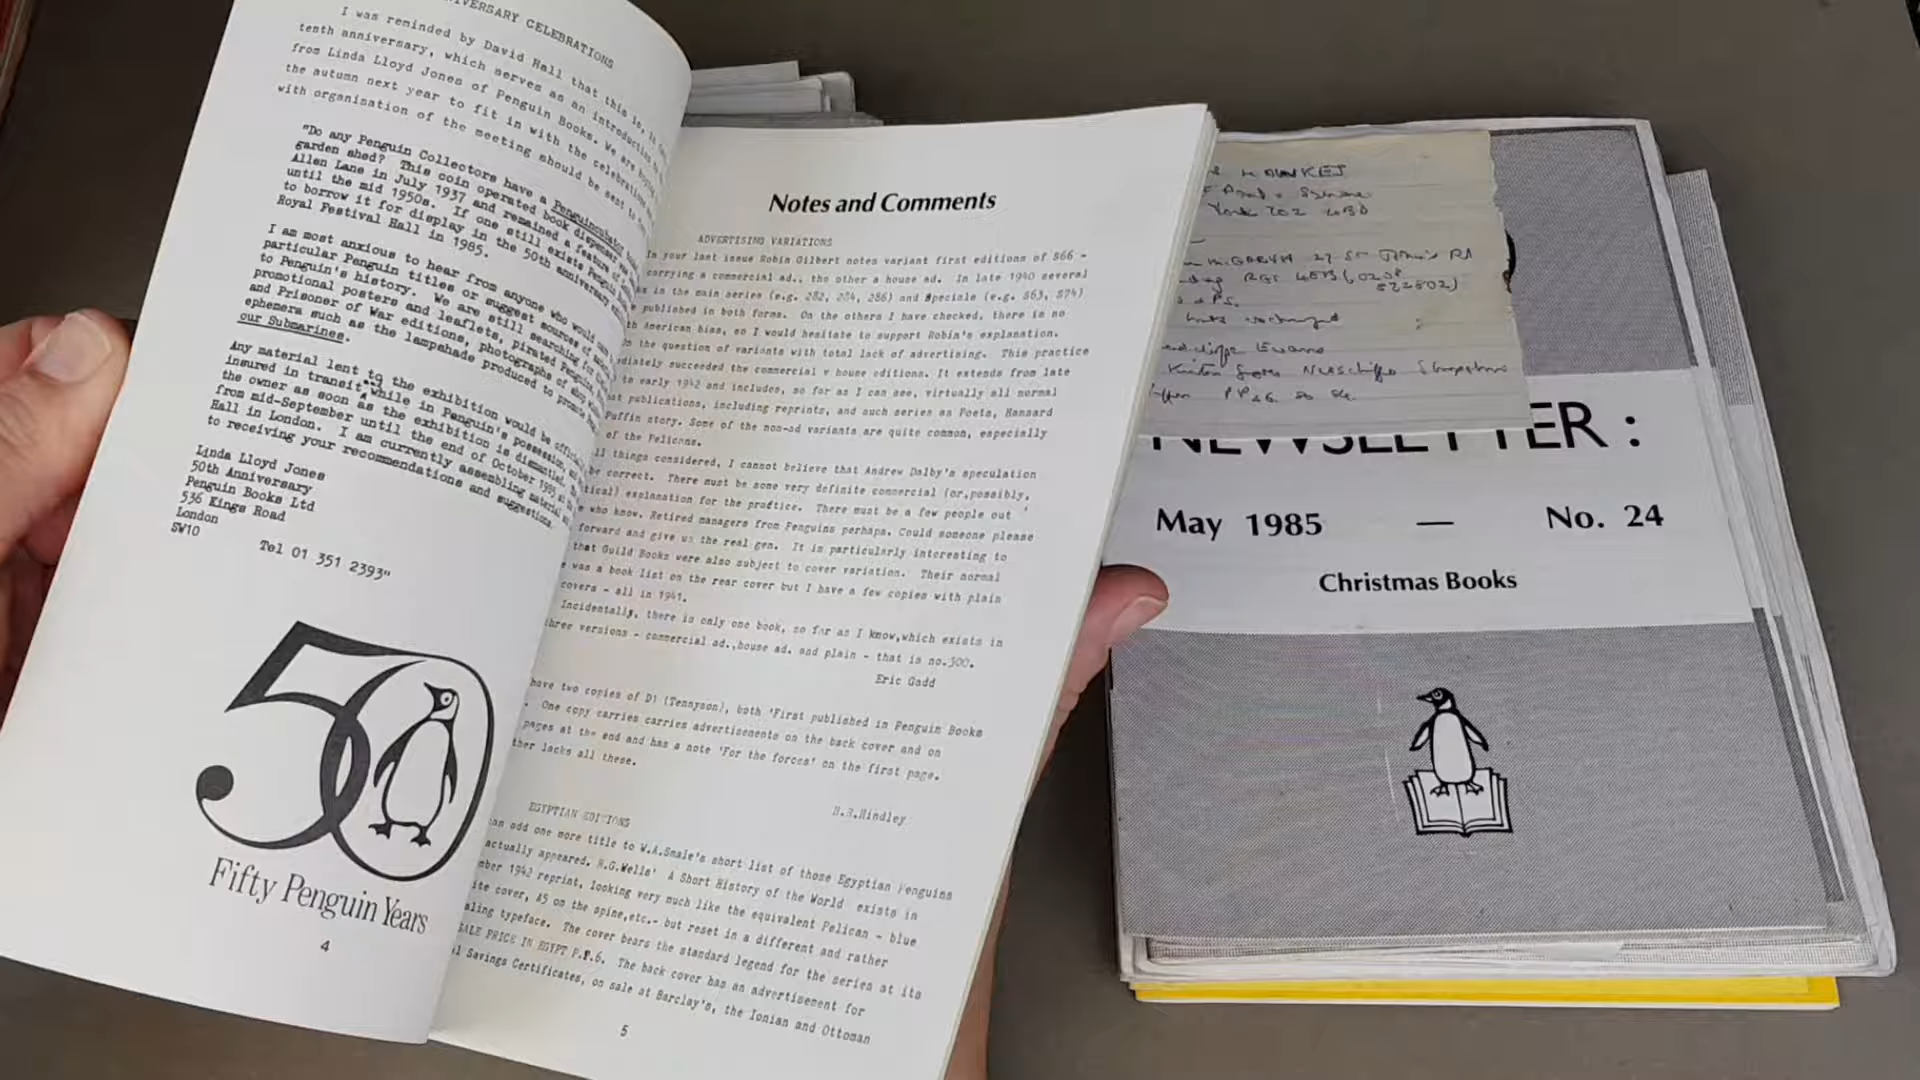 ANNIVERSARY CELEBRATIONS
I was reminded by David Hall that this is, in
tenth anniversary, which serves as an introduction
from Linda Lloyd Jones of Penguin Books. We are
the autumn next year to fit in with the celebrations
with organisation of the meeting should be sent to
"Do any Penguin Collectors have a Penguincubator
garden shed? This coin operated book dispenser was
Allen Lane in July 1937 and remained a feature of
until the mid 1950s. If one still exists Penguin
to borrow it for display in the 50th anniversary
Royal Festival Hall in 1985.
I am most anxious to hear from anyone who would
particular Penguin titles or suggest sources of
to Penguin's history. We are still searching for
promotional posters and leaflets, pirated Penguin
and Prisoner of War editions, photographs of
ephemera such as the lampshade produced to promote
our Submarines.
Any material lent to the exhibition would be
insured in transit while in Penguin's possession, and
the owner as soon as the exhibition is dismantled.
from mid-September until the end of October 1985 at
Hall in London. I am currently assembling material
to receiving your recommendations and suggestions.
Linda Lloyd Jones
50th Anniversary
Penguin Books Ltd
536 Kings Road
London
SW10
Tel 01 351 2393"
50
Fifty Penguin Years
4
Notes and Comments
ADVERTISING VARIATIONS
In your last issue Robin Gilbert notes variant first editions of S66 -
carrying a commercial ad., the other a house ad. In late 1940 several
in the main series (e.g. 282, 284, 286) and Specials (e.g. S63, S74)
published in both forms. On the others I have checked, there is no
American bias, so I would hesitate to support Robin's explanation.
the question of variants with total lack of advertising. This practice
succeeded the commercial v house editions. It extends from late
to early 1942 and includes, so far as I can see, virtually all normal
publications, including reprints, and such series as Poets, Hansard
Puffin story. Some of the non-ad variants are quite common, especially
of the Pelicans.
all things considered, I cannot believe that Andrew Dalby's speculation
be correct. There must be some very definite commercial (or,possibly,
explanation for the practice. There must be a few people out
who know. Retired managers from Penguins perhaps. Could someone please
forward and give us the real gen. It is particularly interesting to
that Guild Books were also subject to cover variation. Their normal
was a book list on the rear cover but I have a few copies with plain
covers - all in 1941.
Incidentally, there is only one book, so far as I know,which exists in
three versions - commercial ad.,house ad. and plain - that is no.300.
Eric Gadd
have two copies of D1 (Tennyson), both 'First published in Penguin Books
One copy carries carries advertisements on the back cover and on
pages at the end and has a note 'For the forces' on the first page.
lacks all these.
H.R.Hindley
EGYPTIAN EDITIONS
add one more title to W.A.Smale's short list of those Egyptian Penguins
actually appeared. H.G.Wells' A Short History of the World exists in
1942 reprint, looking very much like the equivalent Pelican - blue
cover, A5 on the spine,etc.- but reset in a different and rather
typeface. The cover bears the standard legend for the series at its
SALE PRICE IN EGYPT P.T.6. The back cover has an advertisement for
Savings Certificates, on sale at Barclay's, the Ionian and Ottoman
5
York
NEWSLETTER :
May 1985 — No. 24
Christmas Books